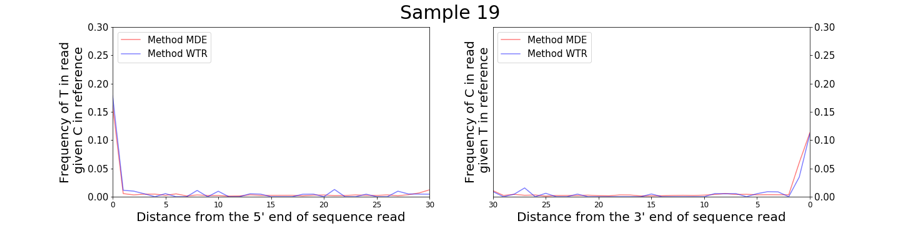 Sample 19
Frequency of T in read
given C in reference
0.30
0.25
0.20
0.15
0.10
0.05
0.00
Method MDE
Method WTR
0 5 10 15 20 25 30
Distance from the 5' end of sequence read
Frequency of C in read
given T in reference
Method MDE
Method WTR
0.30
0.25
0.20
0.15
0.10
0.05
0.00
30 25 20 15 10 5 0
Distance from the 3' end of sequence read